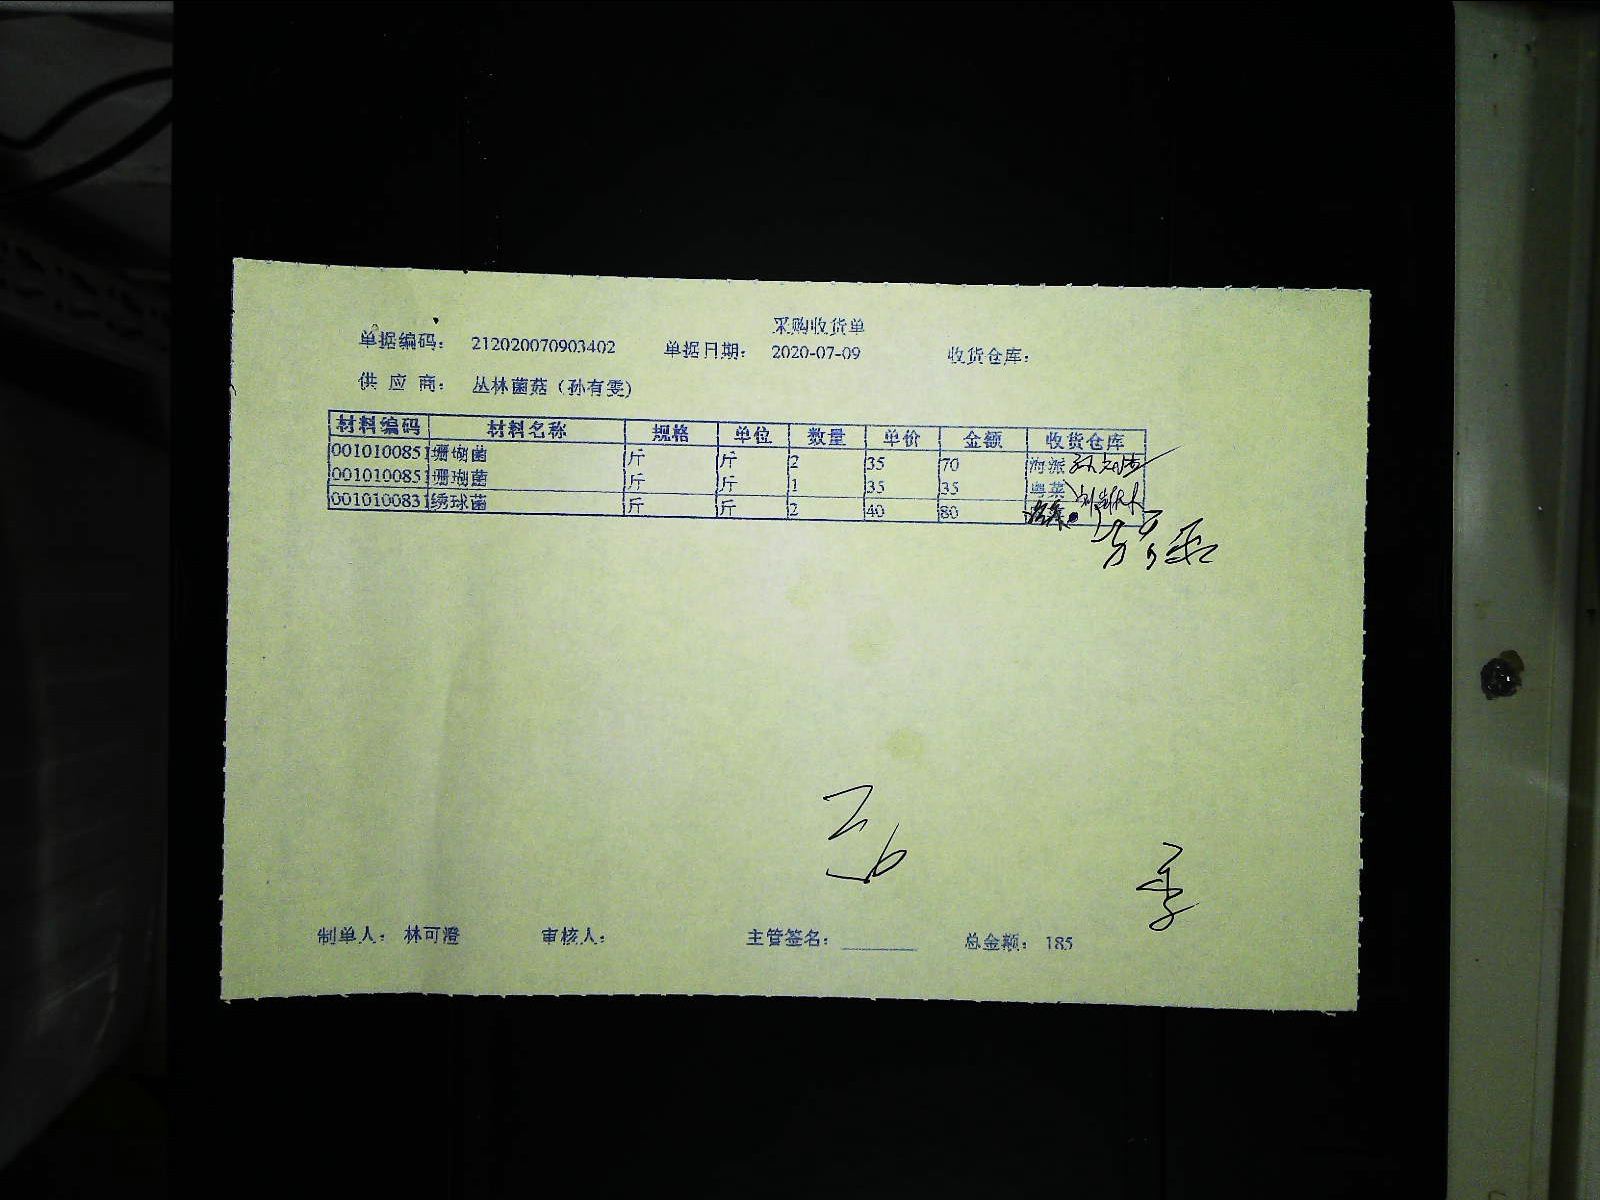 采购收货单
单据编码： 212020070903402 单据日期： 2020-07-09 收货仓库：
供 应 商： 丛林菌菇（孙有雯）
材料编码 材料名称 规格 单位 数量 单价 金额 收货仓库
0010100851 珊瑚菌 斤 斤 2 35 70 海派
0010100851 珊瑚菌 斤 斤 1 35 35 粤菜
0010100831 绣球菌 斤 斤 2 40 80
制单人： 林可澄 审核人： 主管签名： 总金额： 185